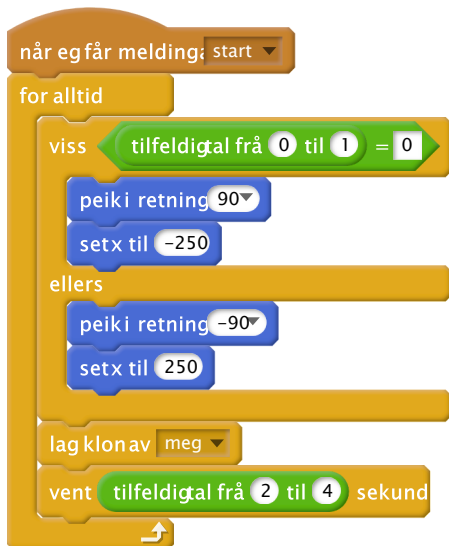 når eg får meldinga start
for alltid
viss tilfeldig tal frå 0 til 1 = 0
peik i retning 90
set x til -250
ellers
peik i retning -90
set x til 250
lag klon av meg
vent tilfeldig tal frå 2 til 4 sekund